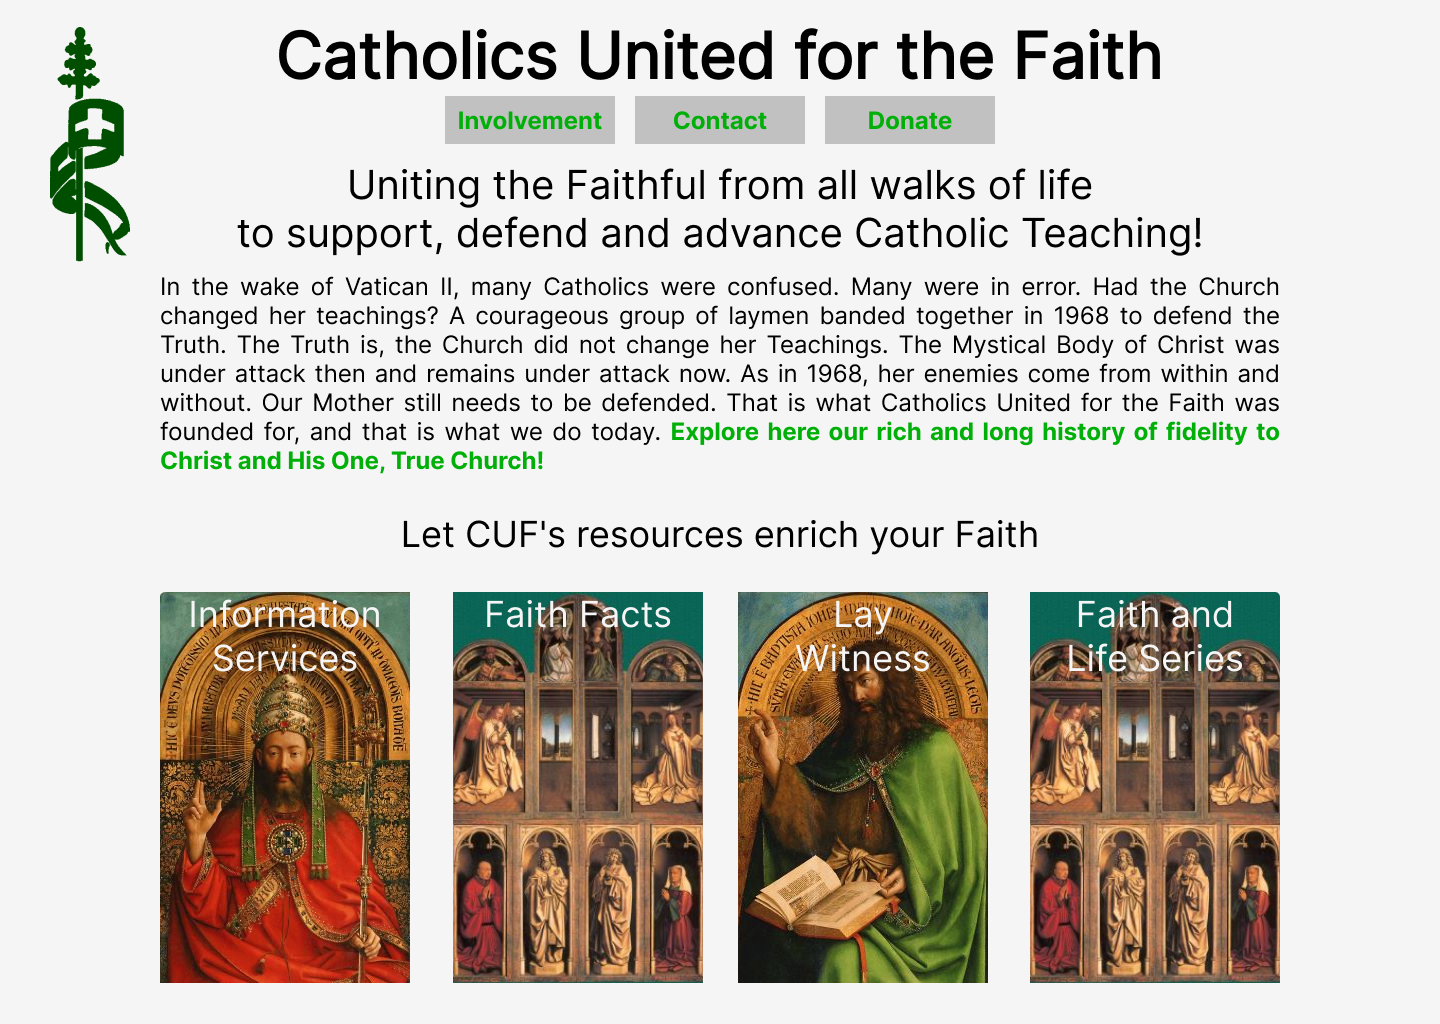 Catholics United for the Faith
Involvement
Contact
Donate
Uniting the Faithful from all walks of life
to support, defend and advance Catholic Teaching!
In the wake of Vatican II, many Catholics were confused. Many were in error. Had the Church
changed her teachings? A courageous group of laymen banded together in 1968 to defend the
Truth. The Truth is, the Church did not change her Teachings. The Mystical Body of Christ was
under attack then and remains under attack now. As in 1968, her enemies come from within and
without. Our Mother still needs to be defended. That is what Catholics United for the Faith was
founded for, and that is what we do today. Explore here our rich and long history of fidelity to
Christ and His One, True Church!
Let CUF's resources enrich your Faith
Information
Services
Faith Facts
Lay
Witness
Faith and
Life Series